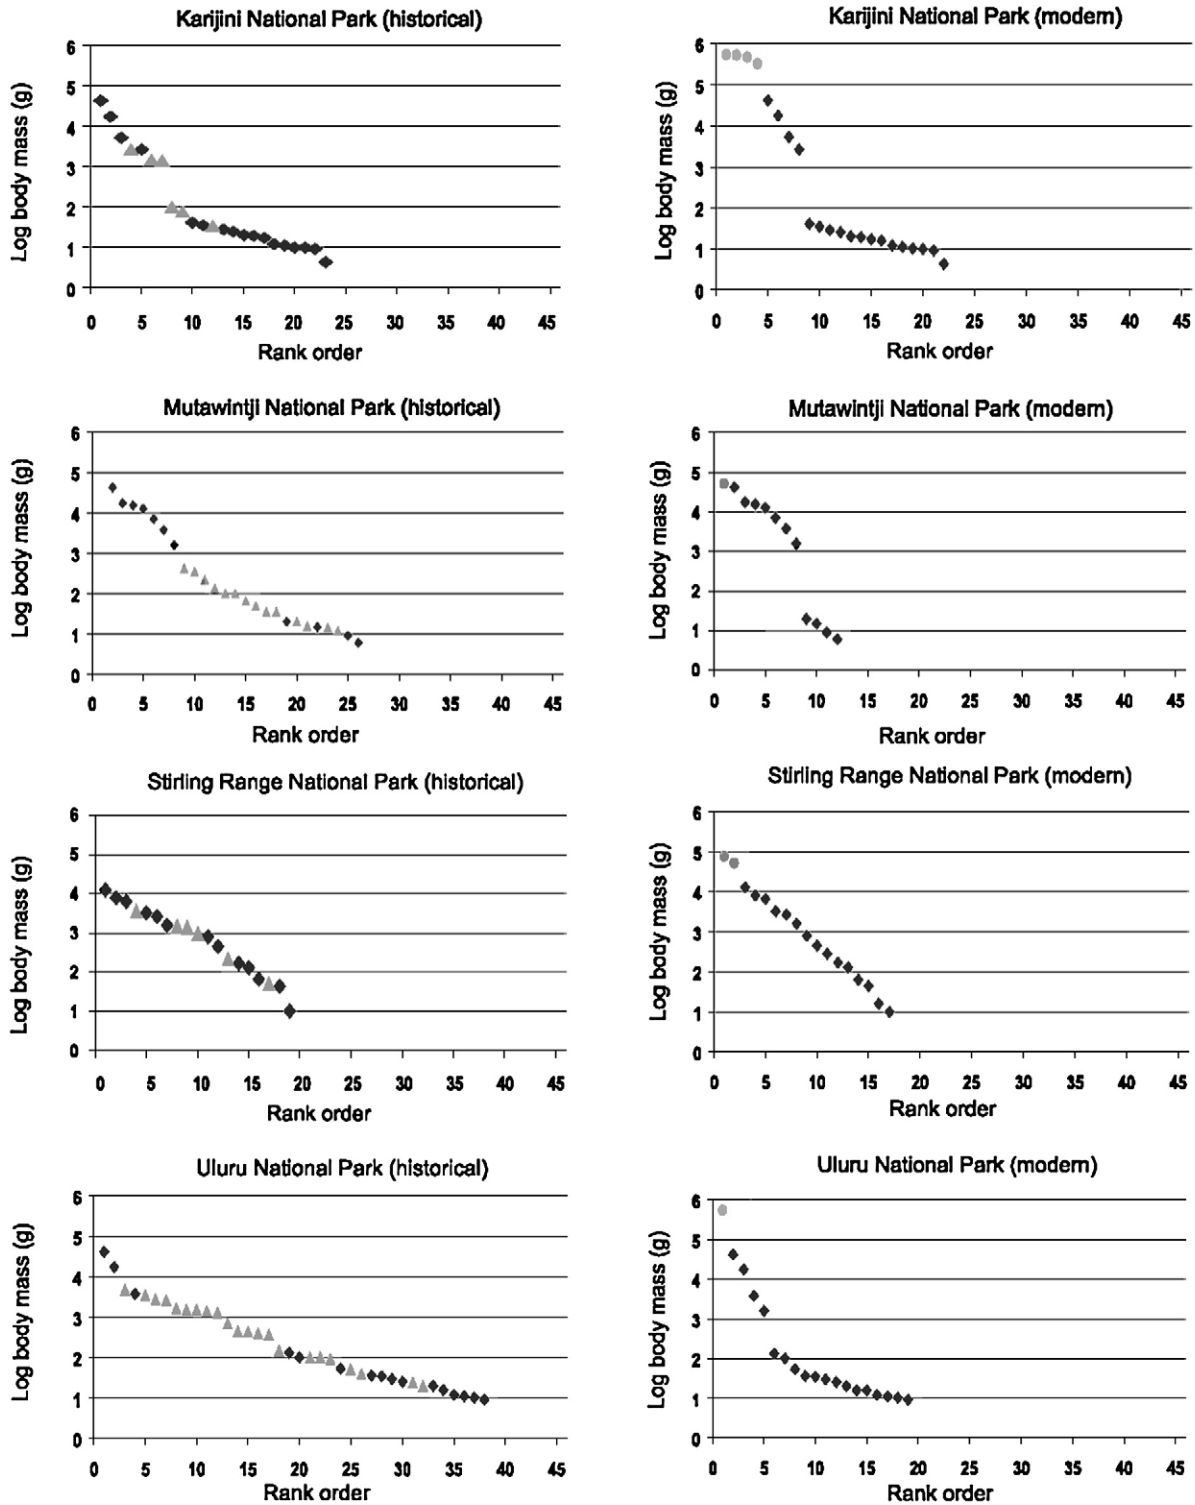 Karijini National Park (historical)
Log body mass (g)
6
5
4
3
2
1
0
0 5 10 15 20 25 30 35 40 45
Rank order
Karijini National Park (modern)
Log body mass (g)
6
5
4
3
2
1
0
0 5 10 15 20 25 30 35 40 45
Rank order
Mutawintji National Park (historical)
Log body mass (g)
6
5
4
3
2
1
0
0 5 10 15 20 25 30 35 40 45
Rank order
Mutawintji National Park (modern)
Log body mass (g)
6
5
4
3
2
1
0
0 5 10 15 20 25 30 35 40 45
Rank order
Stirling Range National Park (historical)
Log body mass (g)
6
5
4
3
2
1
0
0 5 10 15 20 25 30 35 40 45
Rank order
Stirling Range National Park (modern)
Log body mass (g)
6
5
4
3
2
1
0
0 5 10 15 20 25 30 35 40 45
Rank order
Uluru National Park (historical)
Log body mass (g)
6
5
4
3
2
1
0
0 5 10 15 20 25 30 35 40 45
Rank order
Uluru National Park (modern)
Log body mass (g)
6
5
4
3
2
1
0
0 5 10 15 20 25 30 35 40 45
Rank order